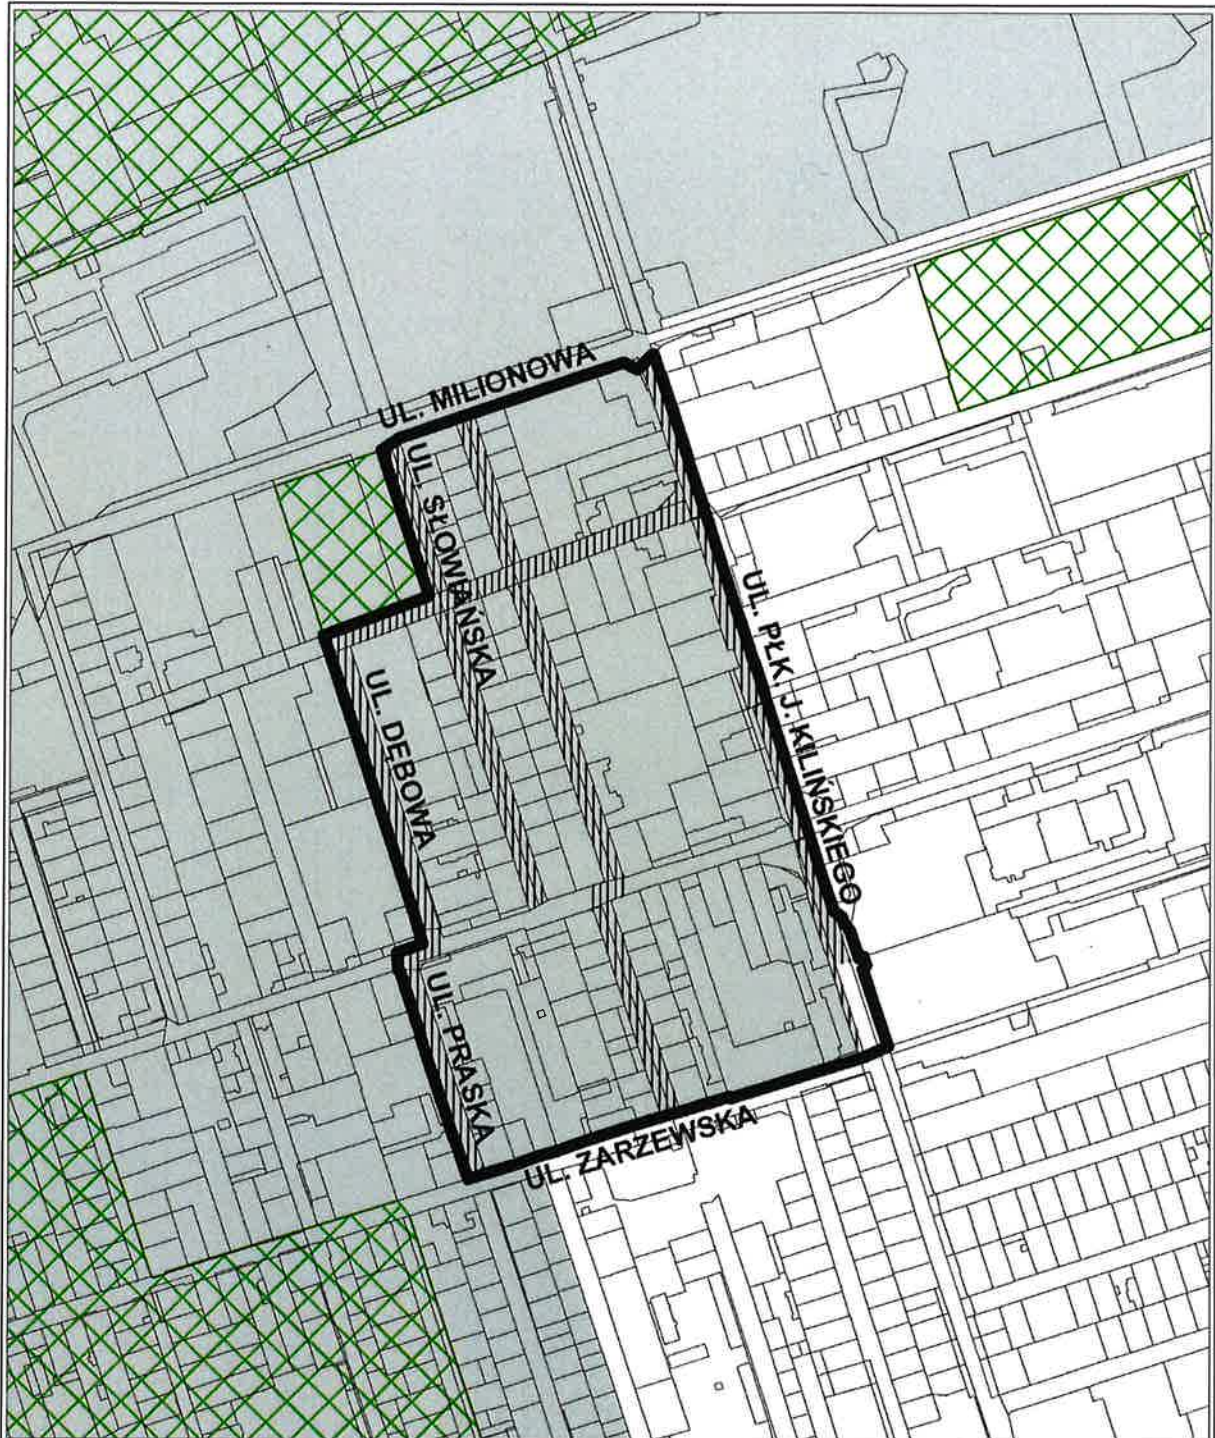 UL. MILIONOWA
UL. SŁOWIAŃSKA
UL. PŁK. J. KILIŃSKIEGO
UL. DĘBOWA
UL. PRASKA
UL. ZARZEWSKA